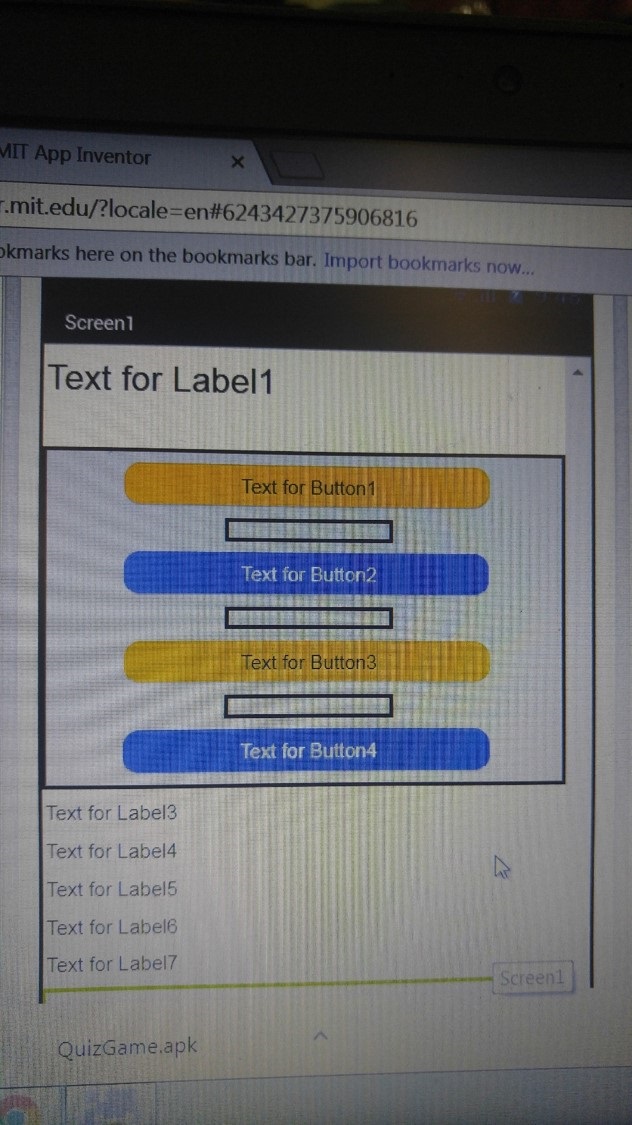 MIT App Inventor
r.mit.edu/?locale=en#6243427375906816
okmarks here on the bookmarks bar. Import bookmarks now...
Screen1
Text for Label1
Text for Button1
Text for Button2
Text for Button3
Text for Button4
Text for Label3
Text for Label4
Text for Label5
Text for Label6
Text for Label7
Screen1
QuizGame.apk